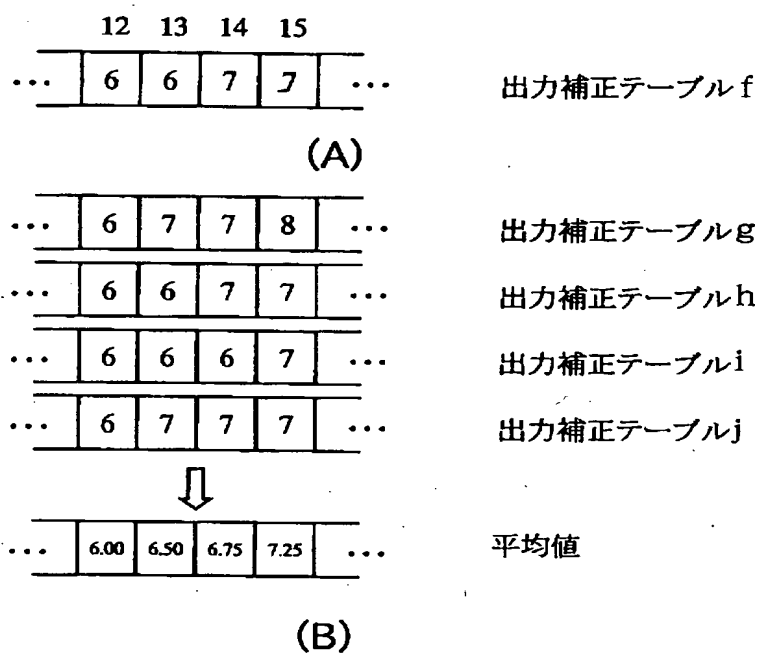 12 13 14 15
... 6 6 7 7 ... 出力補正テーブルf
(A)
... 6 7 7 8 ... 出力補正テーブルg
... 6 6 7 7 ... 出力補正テーブルh
... 6 6 6 7 ... 出力補正テーブルi
... 6 7 7 7 ... 出力補正テーブルj
... 6.00 6.50 6.75 7.25 ... 平均値
(B)